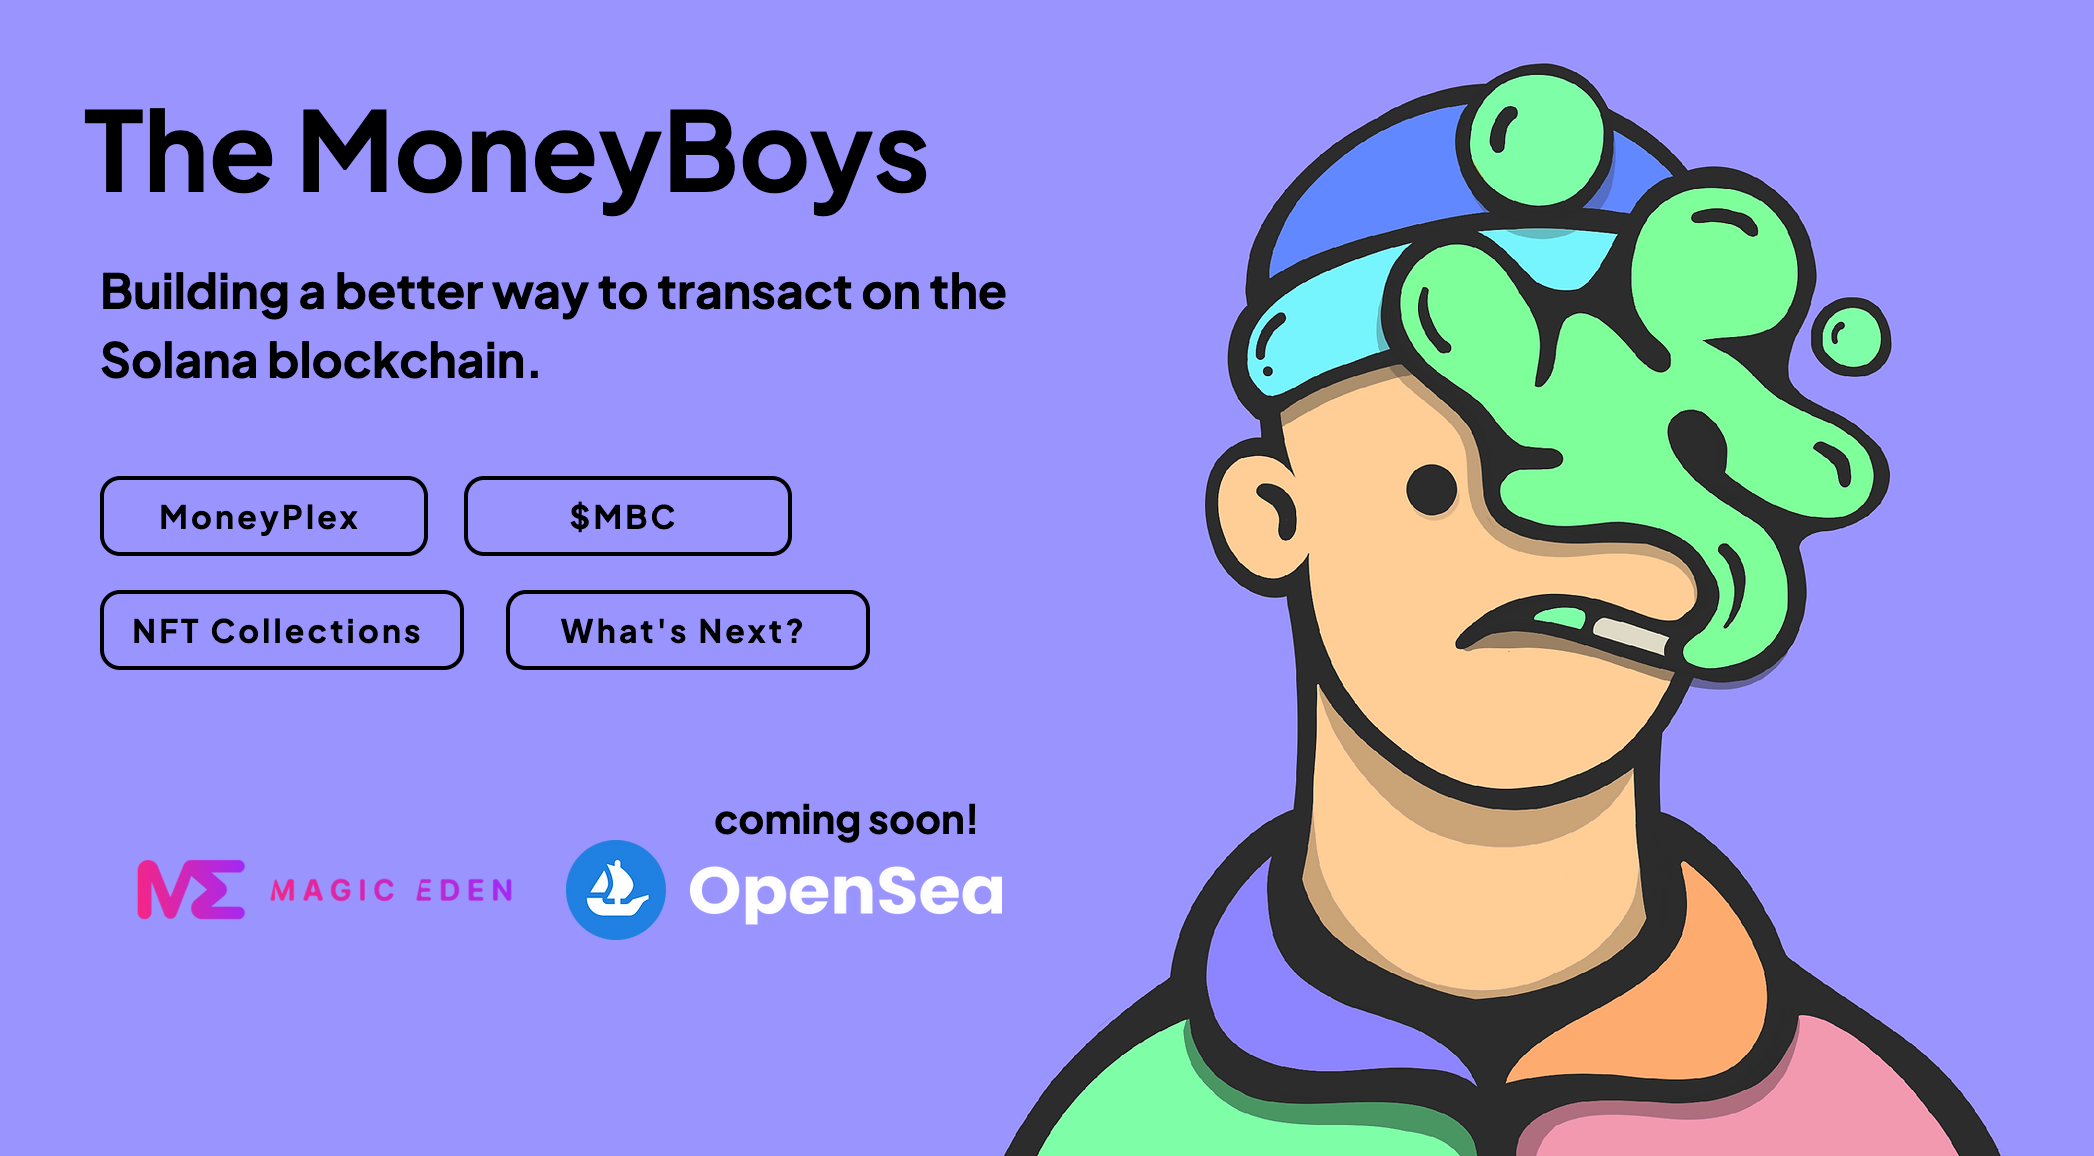 The MoneyBoys
Building a better way to transact on the
Solana blockchain.
MoneyPlex
$MBC
NFT Collections
What's Next?
coming soon!
ME MAGIC EDEN
OpenSea